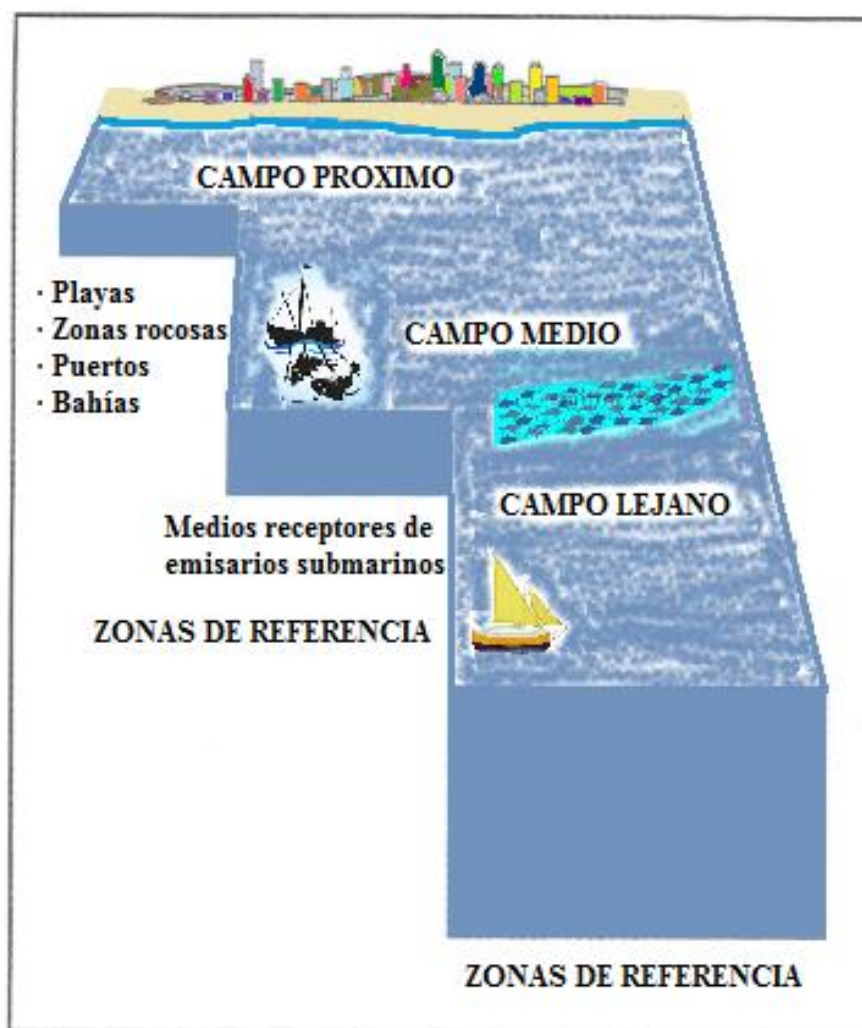 CAMPO PROXIMO
· Playas
· Zonas rocosas
· Puertos
· Bahías
CAMPO MEDIO
CAMPO LEJANO
Medios receptores de
emisarios submarinos
ZONAS DE REFERENCIA
ZONAS DE REFERENCIA